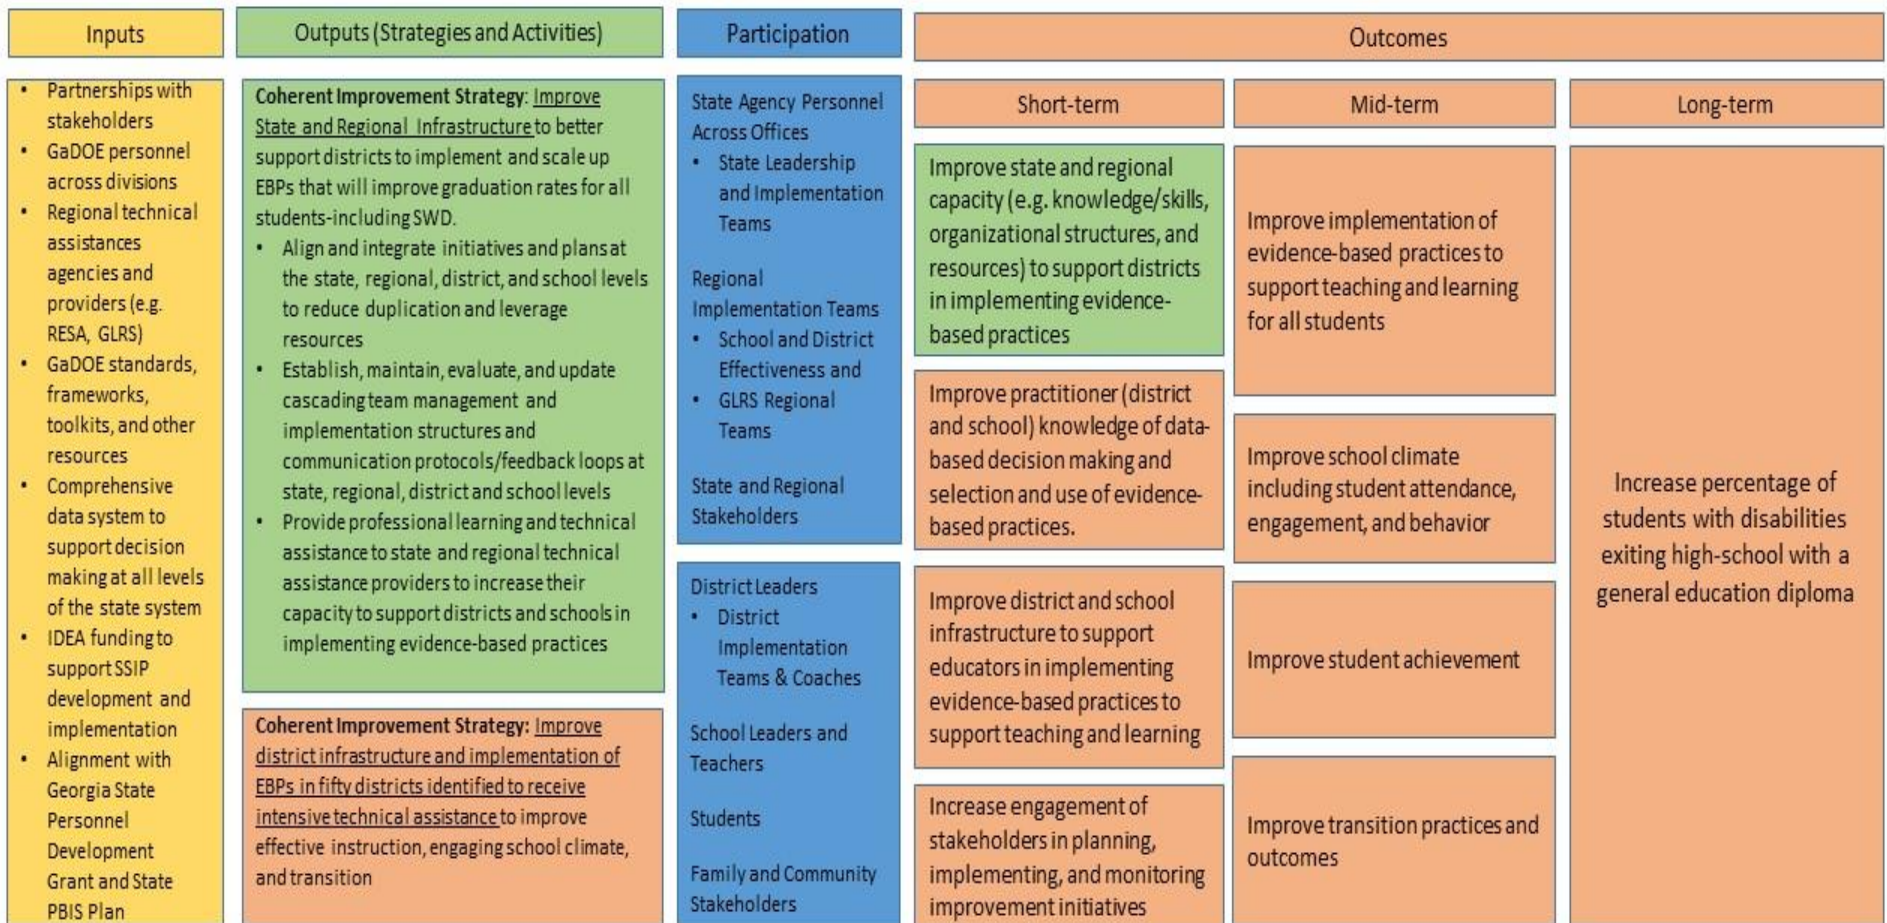 Inputs
Outputs (Strategies and Activities)
Participation
Outcomes
• Partnerships with
stakeholders
• GaDOE personnel
across divisions
• Regional technical
assistances
agencies and
providers (e.g.
RESA, GLRS)
• GaDOE standards,
frameworks,
toolkits, and other
resources
• Comprehensive
data system to
support decision
making at all levels
of the state system
• IDEA funding to
support SSIP
development and
implementation
• Alignment with
Georgia State
Personnel
Development
Grant and State
PBIS Plan
Coherent Improvement Strategy: Improve
State and Regional Infrastructure to better
support districts to implement and scale up
EBPs that will improve graduation rates for all
students-including SWD.
• Align and integrate initiatives and plans at
the state, regional, district, and school levels
to reduce duplication and leverage
resources
• Establish, maintain, evaluate, and update
cascading team management and
implementation structures and
communication protocols/feedback loops at
state, regional, district and school levels
• Provide professional learning and technical
assistance to state and regional technical
assistance providers to increase their
capacity to support districts and schools in
implementing evidence-based practices
Coherent Improvement Strategy: Improve
district infrastructure and implementation of
EBPs in fifty districts identified to receive
intensive technical assistance to improve
effective instruction, engaging school climate,
and transition
State Agency Personnel
Across Offices
• State Leadership
and Implementation
Teams
Regional
Implementation Teams
• School and District
Effectiveness and
• GLRS Regional
Teams
State and Regional
Stakeholders
District Leaders
• District
Implementation
Teams & Coaches
School Leaders and
Teachers
Students
Family and Community
Stakeholders
Short-term
Improve state and regional
capacity (e.g. knowledge/skills,
organizational structures, and
resources) to support districts
in implementing evidence-
based practices
Improve practitioner (district
and school) knowledge of data-
based decision making and
selection and use of evidence-
based practices.
Improve district and school
infrastructure to support
educators in implementing
evidence-based practices to
support teaching and learning
Increase engagement of
stakeholders in planning,
implementing, and monitoring
improvement initiatives
Mid-term
Improve implementation of
evidence-based practices to
support teaching and learning
for all students
Improve school climate
including student attendance,
engagement, and behavior
Improve student achievement
Improve transition practices and
outcomes
Long-term
Increase percentage of
students with disabilities
exiting high-school with a
general education diploma